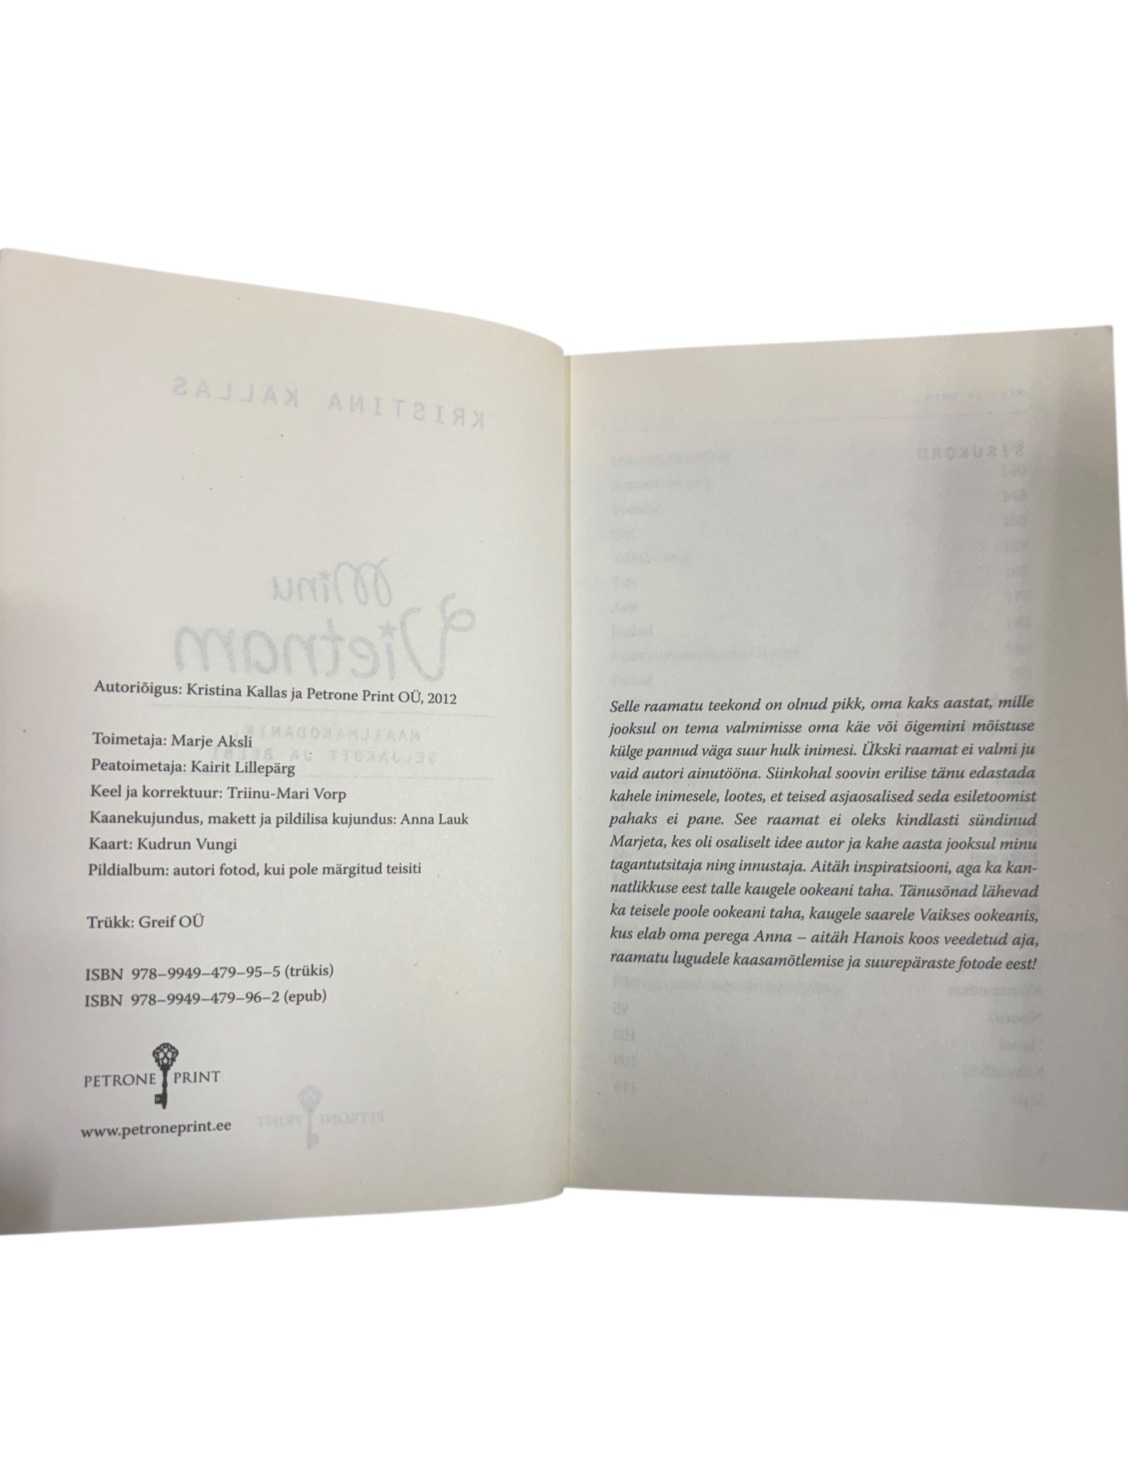 KRISTINA KALLAS
Minu
Vietnam
Autoriõigus: Kristina Kallas ja Petrone Print OÜ, 2012
Toimetaja: Marje Aksli
Peatoimetaja: Kairit Lillepärg
Keel ja korrektuur: Triinu-Mari Vorp
Kaanekujundus, makett ja pildilisa kujundus: Anna Lauk
Kaart: Kudrun Vungi
Pildialbum: autori fotod, kui pole märgitud teisiti
Trükk: Greif OÜ
ISBN 978–9949–479–95–5 (trükis)
ISBN 978–9949–479–96–2 (epub)
PETRONE PRINT
www.petroneprint.ee
PETRONE PRINT
SISUKORD
Selle raamatu teekond on olnud pikk, oma kaks aastat, mille
jooksul on tema valmimisse oma käe või õigemini mõistuse
külge pannud väga suur hulk inimesi. Ükski raamat ei valmi ju
vaid autori ainutööna. Siinkohal soovin erilise tänu edastada
kahele inimesele, lootes, et teised asjaosalised seda esiletoomist
pahaks ei pane. See raamat ei oleks kindlasti sündinud
Marjeta, kes oli osaliselt idee autor ja kahe aasta jooksul minu
tagantutsitaja ning innustaja. Aitäh inspiratsiooni, aga ka kan-
natlikkuse eest talle kaugele ookeani taha. Tänusõnad lähevad
ka teisele poole ookeani taha, kaugele saarele Vaikses ookeanis,
kus elab oma perega Anna – aitäh Hanois koos veedetud aja,
raamatu lugudele kaasamõtlemise ja suurepäraste fotode eest!